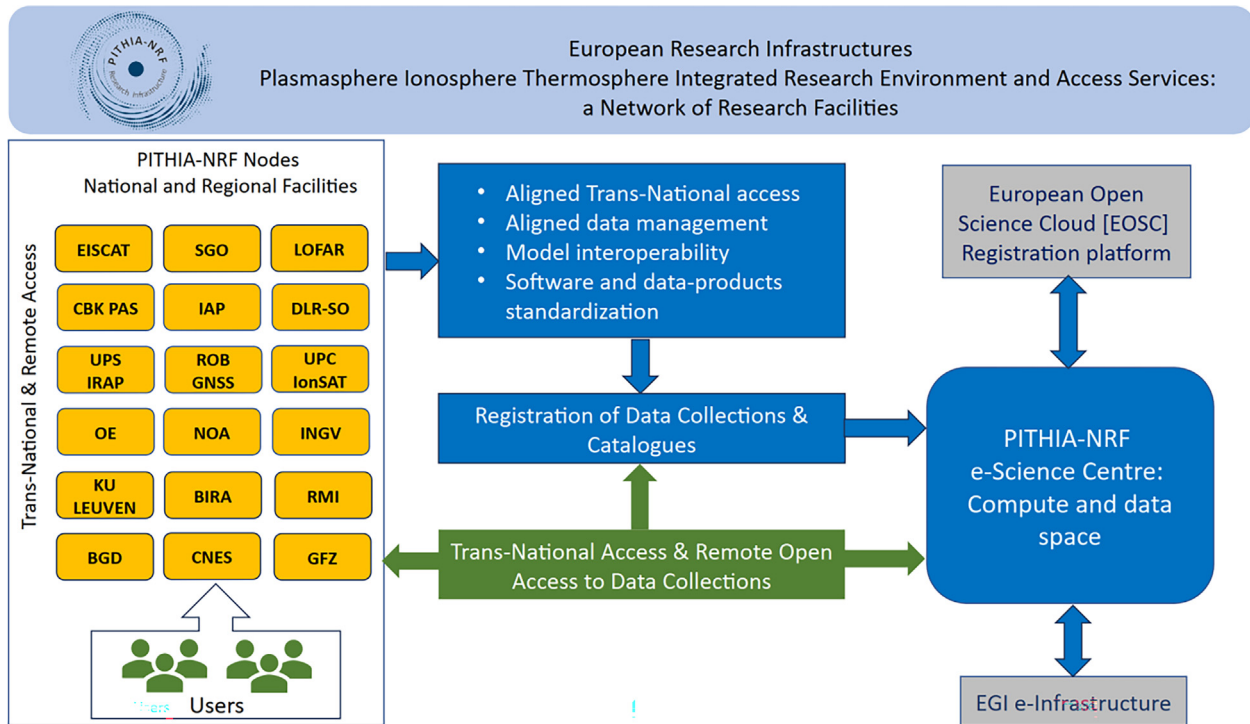 PITHIA-NRF
Research Infrastructure
European Research Infrastructures
Plasmasphere Ionosphere Thermosphere Integrated Research Environment and Access Services:
a Network of Research Facilities
PITHIA-NRF Nodes
National and Regional Facilities
Trans-National & Remote Access
EISCAT
SGO
LOFAR
CBK PAS
IAP
DLR-SO
UPS
IRAP
ROB
GNSS
UPC
IonSAT
OE
NOA
INGV
KU
LEUVEN
BIRA
RMI
BGD
CNES
GFZ
Users
Users
• Aligned Trans-National access
• Aligned data management
• Model interoperability
• Software and data-products
standardization
Registration of Data Collections &
Catalogues
Trans-National Access & Remote Open
Access to Data Collections
European Open
Science Cloud [EOSC]
Registration platform
PITHIA-NRF
e-Science Centre:
Compute and data
space
EGI e-Infrastructure